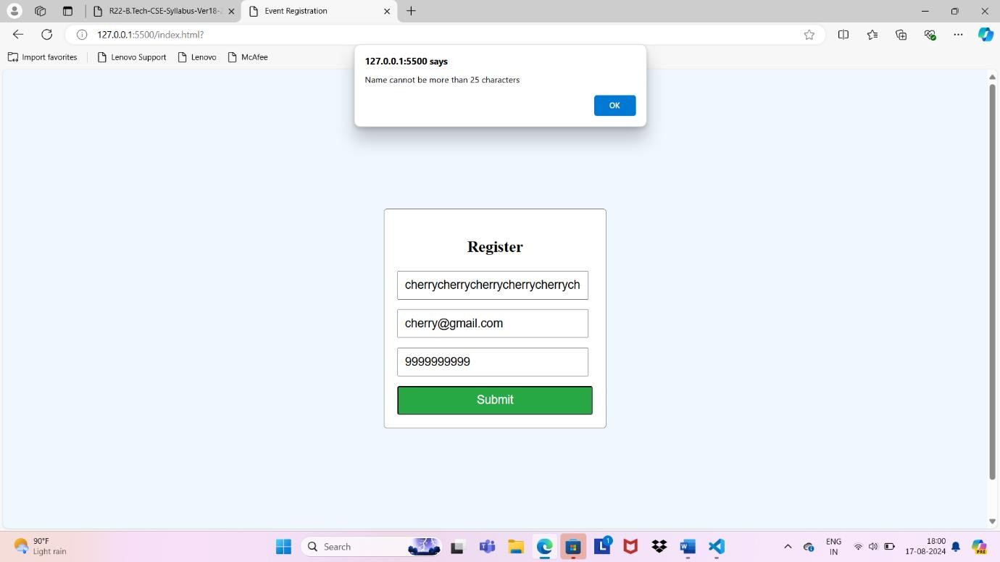 R22-B.Tech-CSE-Syllabus-Ver18-
Event Registration
127.0.0.1:5500/index.html?
Import favorites
Lenovo Support
Lenovo
McAfee
127.0.0.1:5500 says
Name cannot be more than 25 characters
OK
Register
cherrycherrycherrycherrycherrych
cherry@gmail.com
9999999999
Submit
90°F
Light rain
Search
L 1
W
ENG
IN
18:00
17-08-2024
PRE